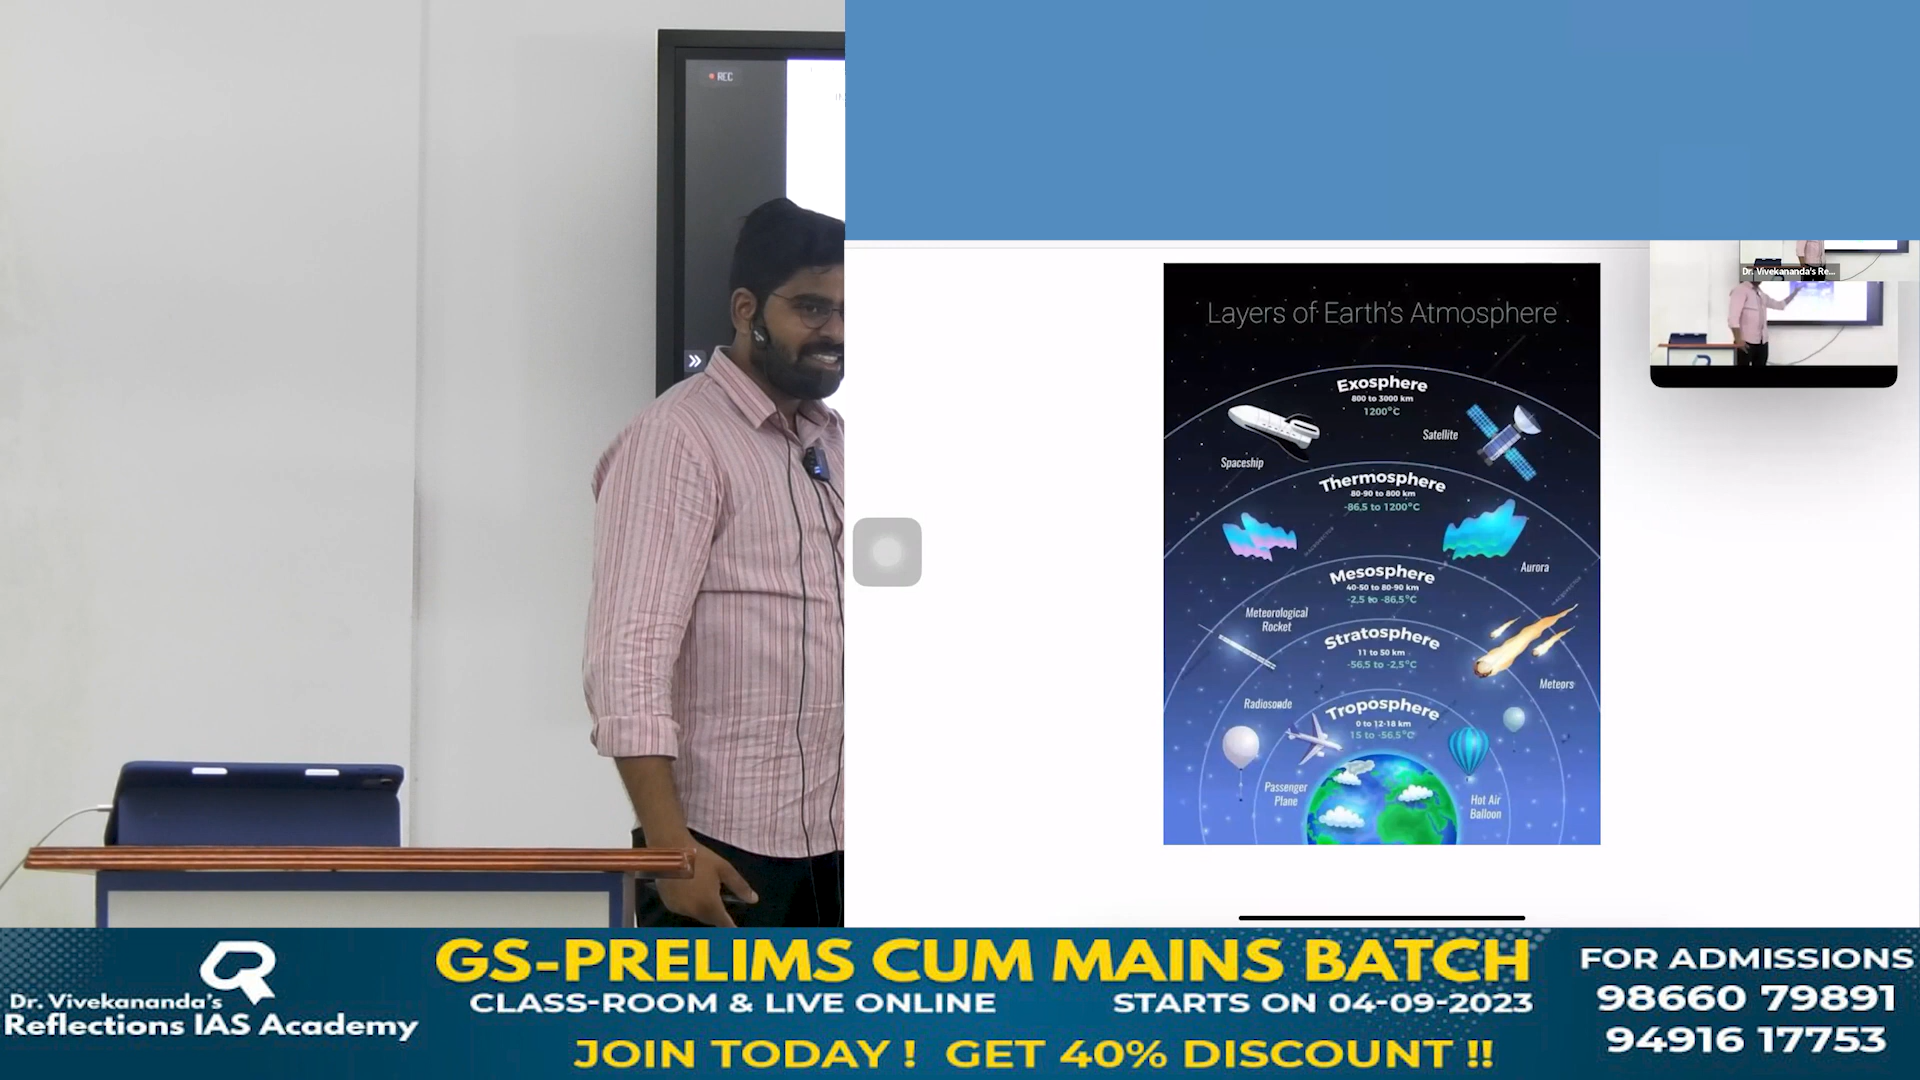 REC
Dr. Vivekananda's Re...
Layers of Earth's Atmosphere
Exosphere
800 to 3000 km
1200°C
Satellite
Spaceship
Thermosphere
80-90 to 800 km
-86,5 to 1200°C
Aurora
Mesosphere
40-50 to 80-90 km
-2,5 to -86,5°C
Meteorological
Rocket
Stratosphere
11 to 50 km
-56,5 to -2,5°C
Meteors
Radiosonde
Troposphere
0 to 12-18 km
15 to -56,5°C
Passenger
Plane
Hot Air
Balloon
Dr. Vivekananda's
Reflections IAS Academy
GS-PRELIMS CUM MAINS BATCH
CLASS-ROOM & LIVE ONLINE STARTS ON 04-09-2023
JOIN TODAY ! GET 40% DISCOUNT !!
FOR ADMISSIONS
98660 79891
94916 17753